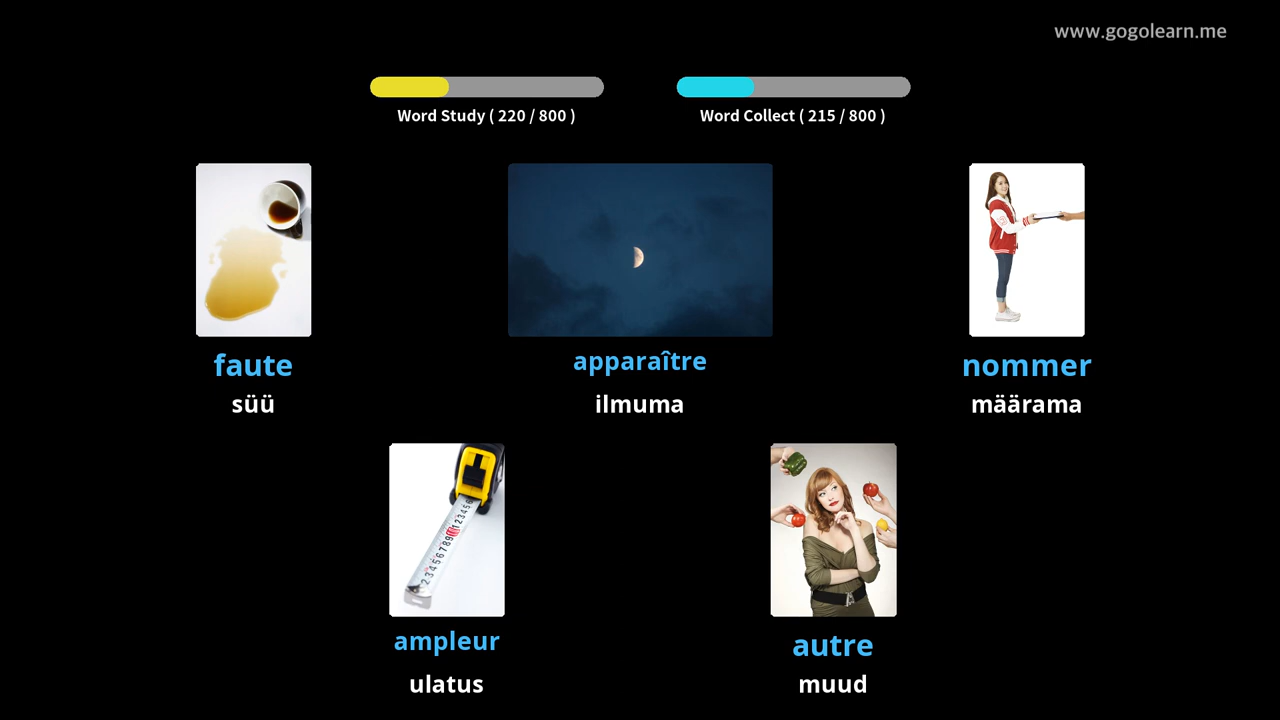 www.gogolearn.me
Word Study ( 220 / 800 )
Word Collect ( 215 / 800 )
faute
süü
apparaître
ilmuma
nommer
määrama
ampleur
ulatus
autre
muud